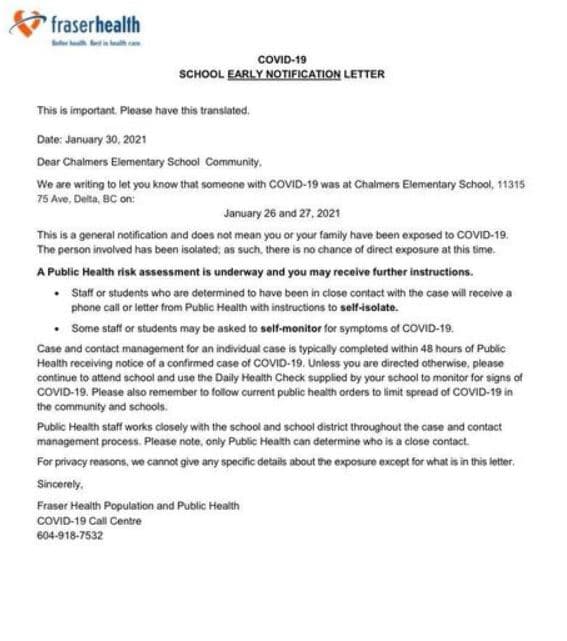 fraserhealth
Better health. Best in health care.
COVID-19
SCHOOL EARLY NOTIFICATION LETTER
This is important. Please have this translated.
Date: January 30, 2021
Dear Chalmers Elementary School Community,
We are writing to let you know that someone with COVID-19 was at Chalmers Elementary School, 11315
75 Ave, Delta, BC on:
January 26 and 27, 2021
This is a general notification and does not mean you or your family have been exposed to COVID-19.
The person involved has been isolated; as such, there is no chance of direct exposure at this time.
A Public Health risk assessment is underway and you may receive further instructions.
• Staff or students who are determined to have been in close contact with the case will receive a
phone call or letter from Public Health with instructions to self-isolate.
• Some staff or students may be asked to self-monitor for symptoms of COVID-19.
Case and contact management for an individual case is typically completed within 48 hours of Public
Health receiving notice of a confirmed case of COVID-19. Unless you are directed otherwise, please
continue to attend school and use the Daily Health Check supplied by your school to monitor for signs of
COVID-19. Please also remember to follow current public health orders to limit spread of COVID-19 in
the community and schools.
Public Health staff works closely with the school and school district throughout the case and contact
management process. Please note, only Public Health can determine who is a close contact.
For privacy reasons, we cannot give any specific details about the exposure except for what is in this letter.
Sincerely,
Fraser Health Population and Public Health
COVID-19 Call Centre
604-918-7532